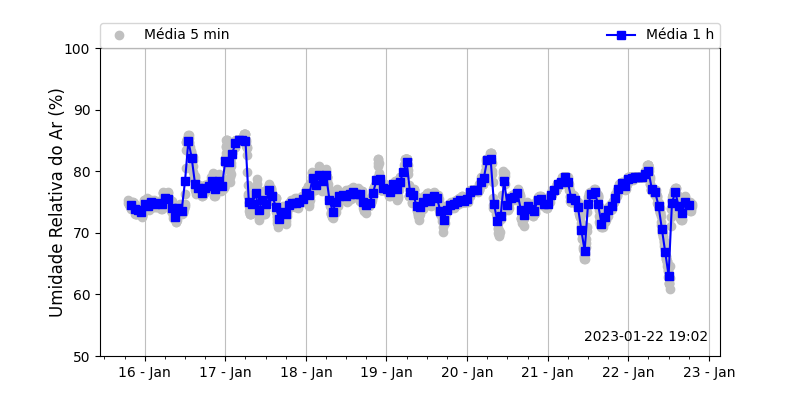 Média 5 min
Média 1 h
Umidade Relativa do Ar (%)
100
90
80
70
60
50
2023-01-22 19:02
16 - Jan
17 - Jan
18 - Jan
19 - Jan
20 - Jan
21 - Jan
22 - Jan
23 - Jan